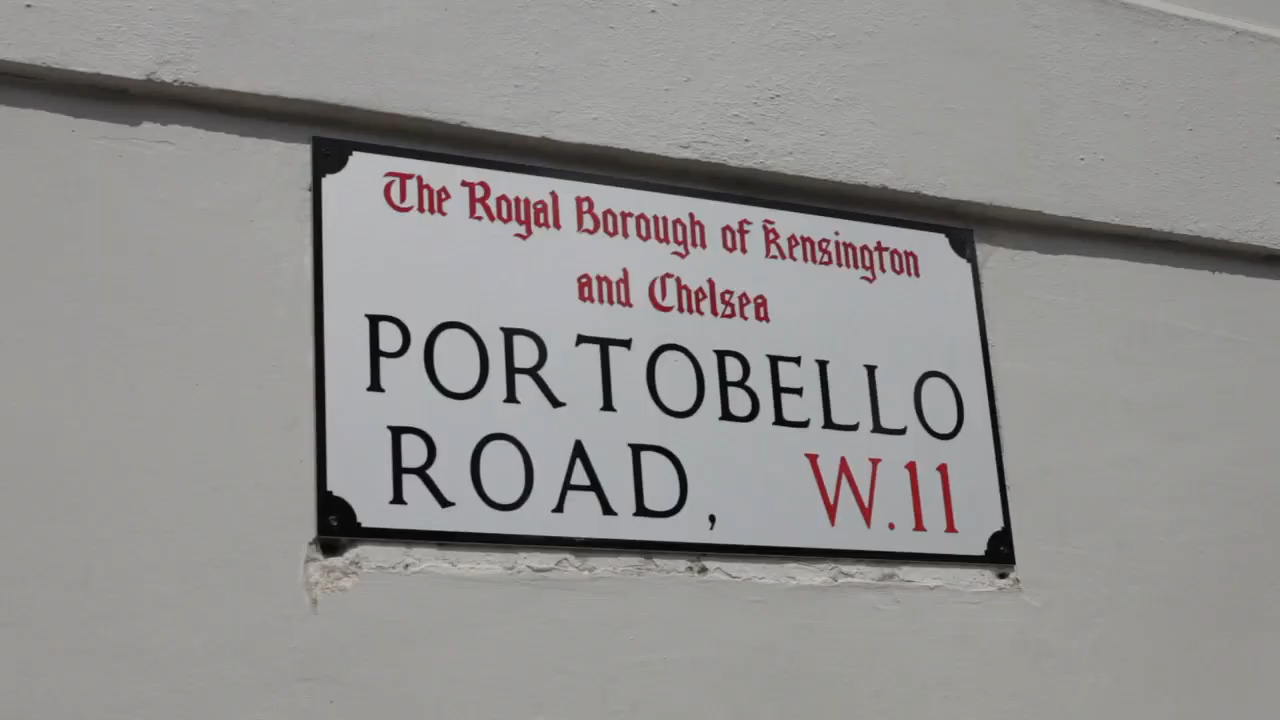 The Royal Borough of Kensington
and Chelsea
PORTOBELLO
ROAD, W.11